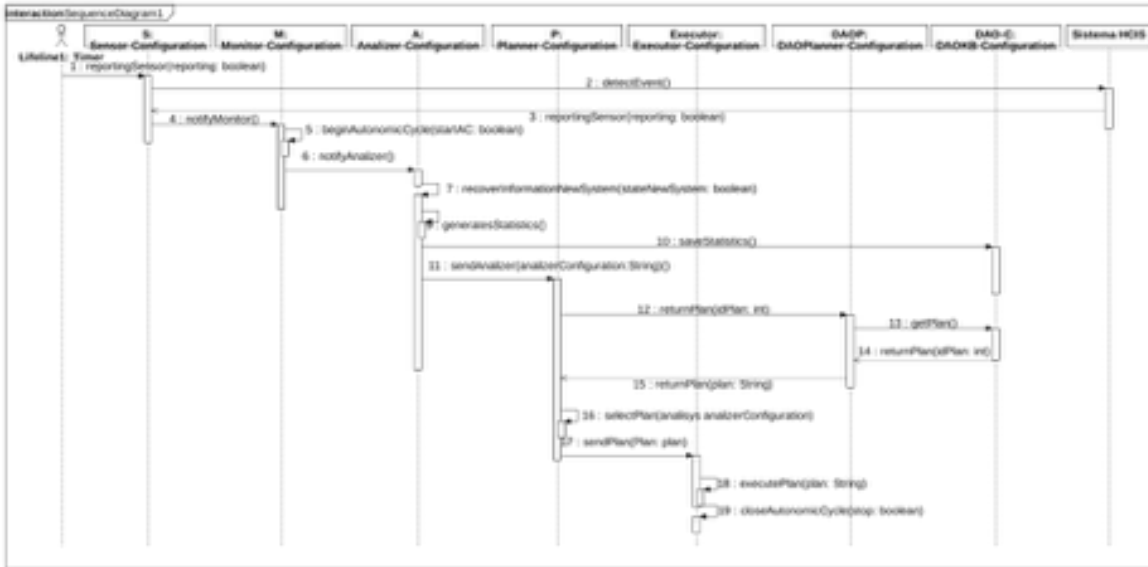 interactionSequenceDiagram1
S:
Sensor Configuration
M:
Monitor Configuration
A:
Analizer Configuration
P:
Planner Configuration
Executor:
Executor Configuration
DAOP:
DAOPlanner Configuration
DAO-C:
DAOKB Configuration
Sistema HCIS
Lifeline1: Timer
1 : reportingSensor(reporting: boolean)
2 : detectEvent()
3 : reportingSensor(reporting: boolean)
4 : notifyMonitor()
5 : beginAutonomicCycle(startAC: boolean)
6 : notifyAnalizer()
7 : recoverInformationNewSystem(stateNewSystem: boolean)
: generatesStatistics()
10 : saveStatistics()
11 : sendAnalizer(analizerConfiguration:String)()
12 : returnPlan(idPlan: int)
13 : getPlan()
14 : returnPlan(idPlan: int)
15 : returnPlan(plan: String)
16 : selectPlan(analisys analizerConfiguration)
17 : sendPlan(Plan: plan)
18 : executePlan(plan: String)
19 : closeAutonomicCycle(stop: boolean)